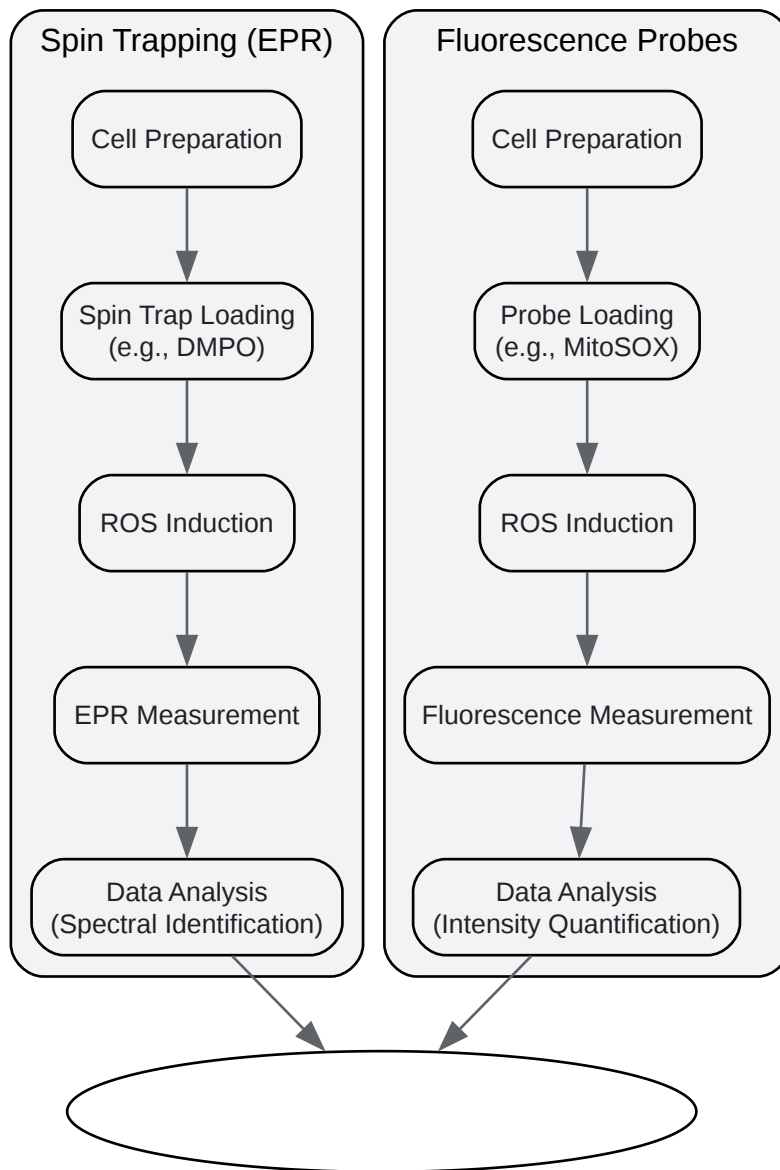 Spin Trapping (EPR)
Cell Preparation
Spin Trap Loading
(e.g., DMPO)
ROS Induction
EPR Measurement
Data Analysis
(Spectral Identification)
Fluorescence Probes
Cell Preparation
Probe Loading
(e.g., MitoSOX)
ROS Induction
Fluorescence Measurement
Data Analysis
(Intensity Quantification)